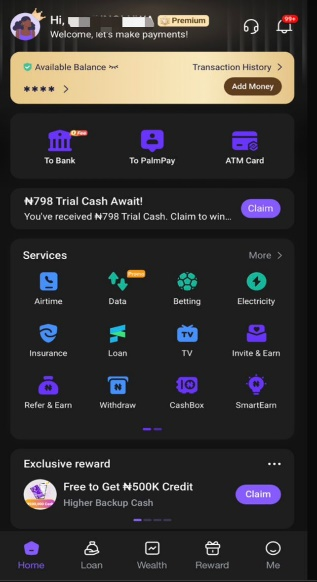 Hi,
Premium
99+
Welcome, let's make payments!
Available Balance
Transaction History >
**** >
Add Money
Free
To Bank
To PalmPay
ATM Card
₦798 Trial Cash Await!
You've received ₦798 Trial Cash. Claim to win...
Claim
Services
More >
Promo
Airtime
Data
Betting
Electricity
TV
Insurance
Loan
TV
Invite & Earn
Refer & Earn
Withdraw
CashBox
SmartEarn
Exclusive reward
Free to Get ₦500K Credit
Higher Backup Cash
Claim
Home
Loan
Wealth
Reward
Me